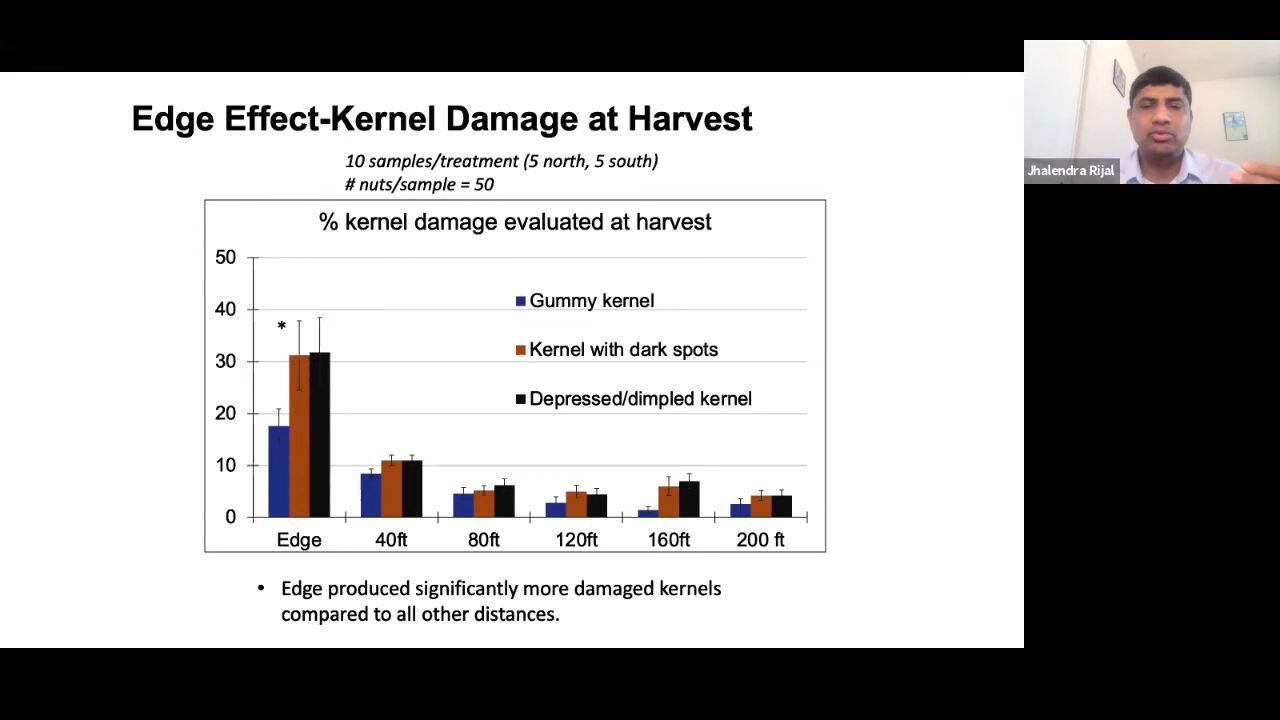 Edge Effect-Kernel Damage at Harvest
10 samples/treatment (5 north, 5 south)
# nuts/sample = 50
% kernel damage evaluated at harvest
50
40
30
20
10
0
*
Gummy kernel
Kernel with dark spots
Depressed/dimpled kernel
Edge 40ft 80ft 120ft 160ft 200 ft
• Edge produced significantly more damaged kernels
compared to all other distances.
Jhalendra Rijal